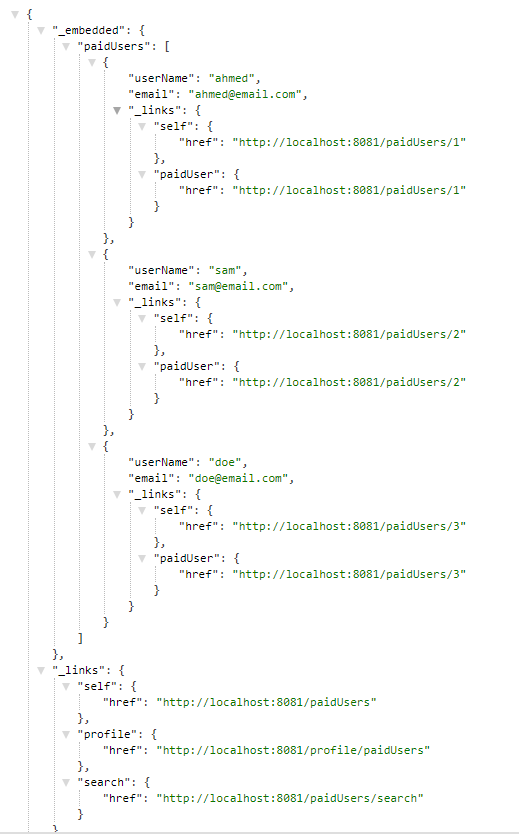 {
"_embedded": {
"paidUsers": [
{
"userName": "ahmed",
"email": "ahmed@email.com",
"_links": {
"self": {
"href": "http://localhost:8081/paidUsers/1"
},
"paidUser": {
"href": "http://localhost:8081/paidUsers/1"
}
}
},
{
"userName": "sam",
"email": "sam@email.com",
"_links": {
"self": {
"href": "http://localhost:8081/paidUsers/2"
},
"paidUser": {
"href": "http://localhost:8081/paidUsers/2"
}
}
},
{
"userName": "doe",
"email": "doe@email.com",
"_links": {
"self": {
"href": "http://localhost:8081/paidUsers/3"
},
"paidUser": {
"href": "http://localhost:8081/paidUsers/3"
}
}
}
]
},
"_links": {
"self": {
"href": "http://localhost:8081/paidUsers"
},
"profile": {
"href": "http://localhost:8081/profile/paidUsers"
},
"search": {
"href": "http://localhost:8081/paidUsers/search"
}
}